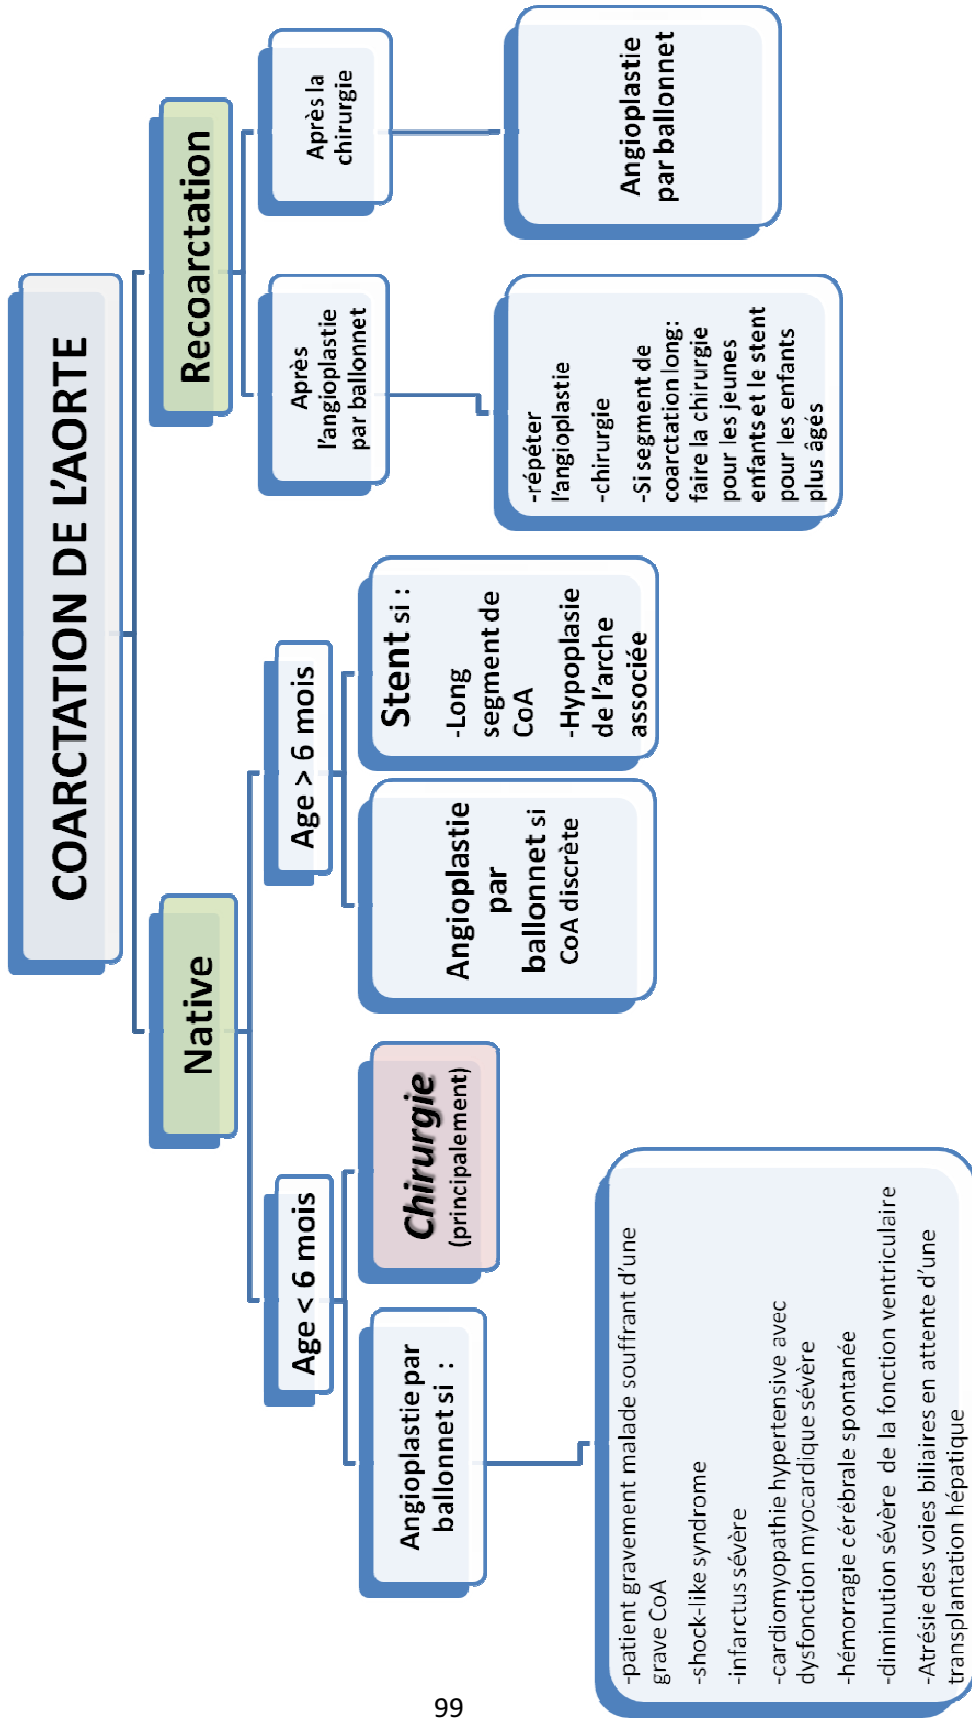 COARCTATION DE L'AORTE
Native
Recoarctation
Age < 6 mois
Age > 6 mois
Après
l'angioplastie
par ballonnet
Après la
chirurgie
Angioplastie par
ballonnet si :
Chirurgie
(principalement)
Angioplastie
par
ballonnet si
CoA discrète
Stent si :
-Long
segment de
CoA
-Hypoplasie
de l'arche
associée
-répéter
l'angioplastie
-chirurgie
-Si segment de
coarctation long:
faire la chirurgie
pour les jeunes
enfants et le stent
pour les enfants
plus âgés
Angioplastie
par ballonnet
-patient gravement malade souffrant d'une
grave CoA
-shock-like syndrome
-infarctus sévère
-cardiomyopathie hypertensive avec
dysfonction myocardique sévère
-hémorragie cérébrale spontanée
-diminution sévère de la fonction ventriculaire
-Atrésie des voies biliaires en attente d'une
transplantation hépatique
99